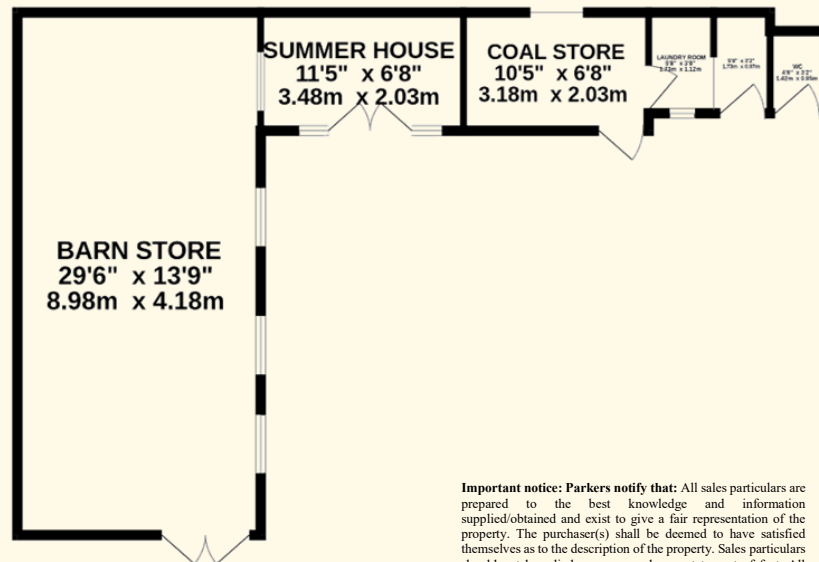 SUMMER HOUSE
11'5" x 6'8"
3.48m x 2.03m
COAL STORE
10'5" x 6'8"
3.18m x 2.03m
LAUNDRY ROOM
x 1.12m
WC
BARN STORE
29'6" x 13'9"
8.98m x 4.18m
Important notice: Parkers notify that: All sales particulars are
prepared to the best knowledge and information
supplied/obtained and exist to give a fair representation of the
property. The purchaser(s) shall be deemed to have satisfied
themselves as to the description of the property. Sales particulars